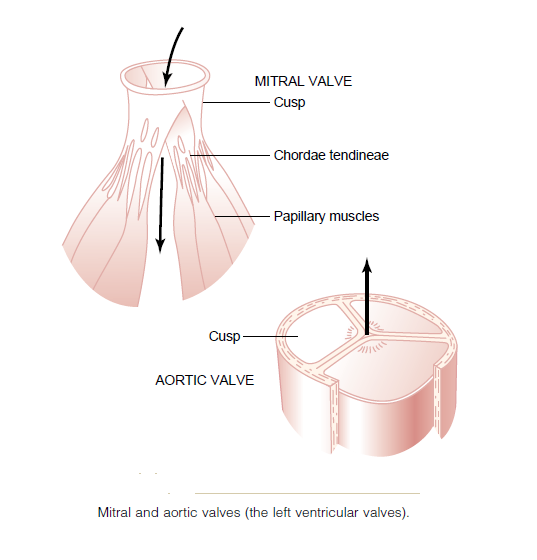 MITRAL VALVE
Cusp
Chordae tendineae
Papillary muscles
Cusp
AORTIC VALVE
Mitral and aortic valves (the left ventricular valves).